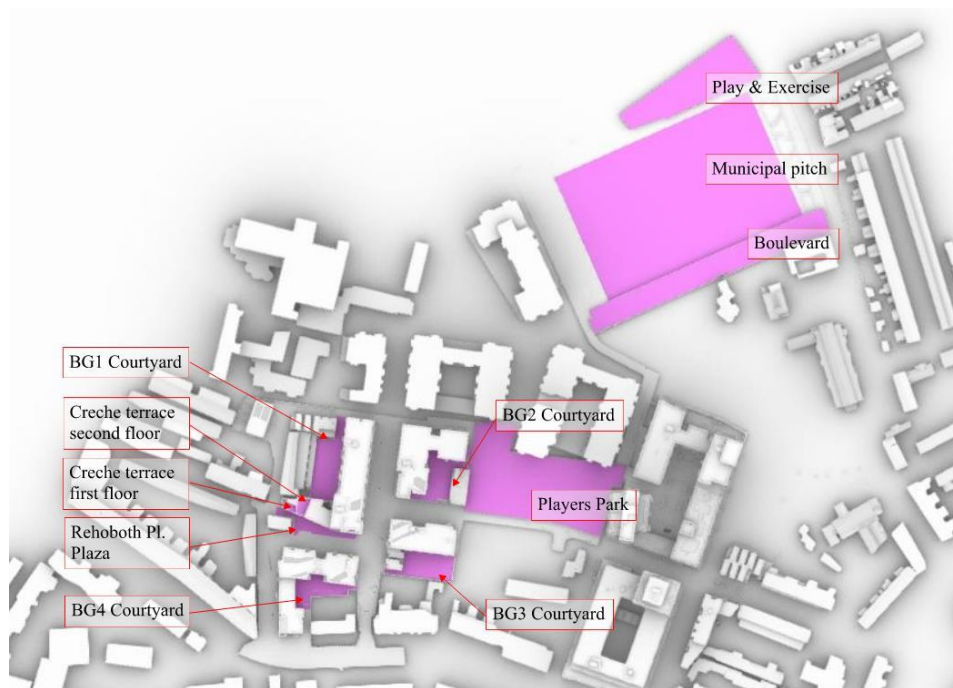 Play & Exercise
Municipal pitch
Boulevard
BG1 Courtyard
Creche terrace
second floor
BG2 Courtyard
Creche terrace
first floor
Players Park
Rehoboth Pl.
Plaza
BG4 Courtyard
BG3 Courtyard